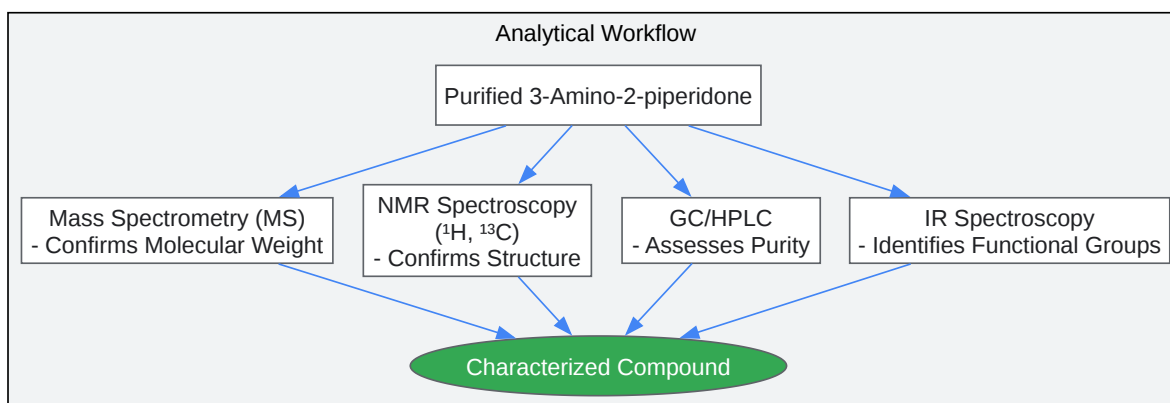 Analytical Workflow
Purified 3-Amino-2-piperidone
Mass Spectrometry (MS)
- Confirms Molecular Weight
NMR Spectroscopy
(¹H, ¹³C)
- Confirms Structure
GC/HPLC
- Assesses Purity
IR Spectroscopy
- Identifies Functional Groups
Characterized Compound